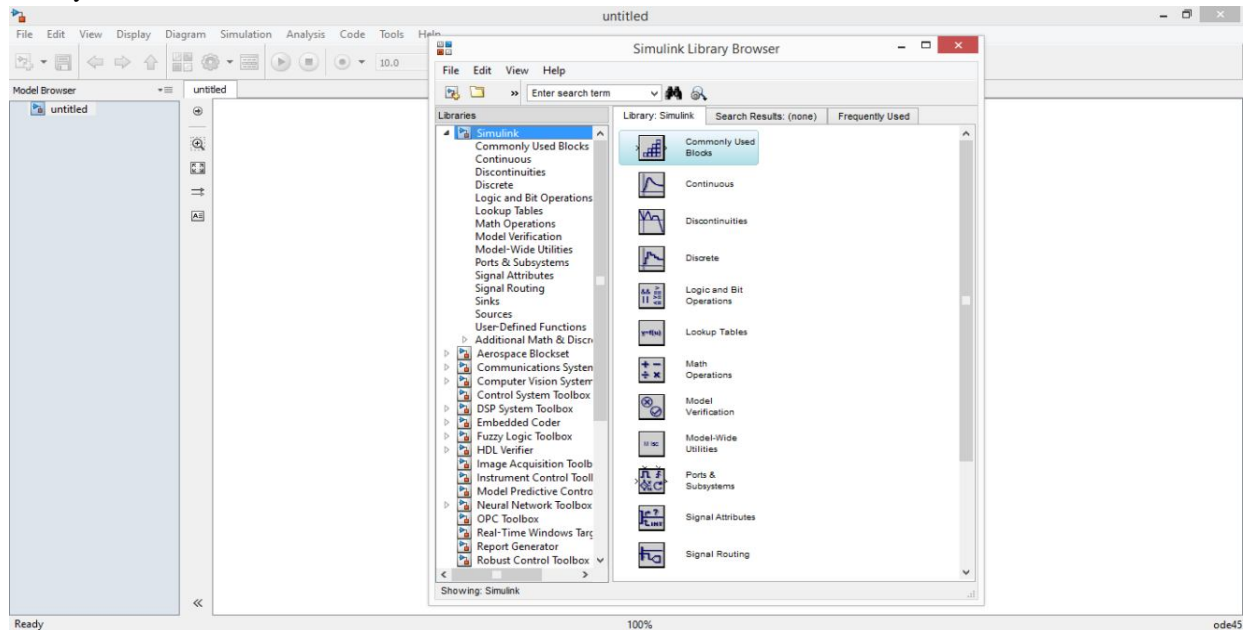 untitled
File Edit View Display Diagram Simulation Analysis Code Tools Help
10.0
Model Browser
untitled
untitled
Simulink Library Browser
File Edit View Help
» Enter search term
Libraries
Library: Simulink Search Results: (none) Frequently Used
Simulink
Commonly Used Blocks
Continuous
Discontinuities
Discrete
Logic and Bit Operations
Lookup Tables
Math Operations
Model Verification
Model-Wide Utilities
Ports & Subsystems
Signal Attributes
Signal Routing
Sinks
Sources
User-Defined Functions
Additional Math & Discr
Aerospace Blockset
Communications System
Computer Vision System
Control System Toolbox
DSP System Toolbox
Embedded Coder
Fuzzy Logic Toolbox
HDL Verifier
Image Acquisition Toolb
Instrument Control Tooll
Model Predictive Contro
Neural Network Toolbox
OPC Toolbox
Real-Time Windows Targ
Report Generator
Robust Control Toolbox
Commonly Used
Blocks
Continuous
Discontinuities
Discrete
Logic and Bit
Operations
Lookup Tables
Math
Operations
Model
Verification
Model-Wide
Utilities
Ports &
Subsystems
Signal Attributes
Signal Routing
Showing: Simulink
Ready 100% ode45